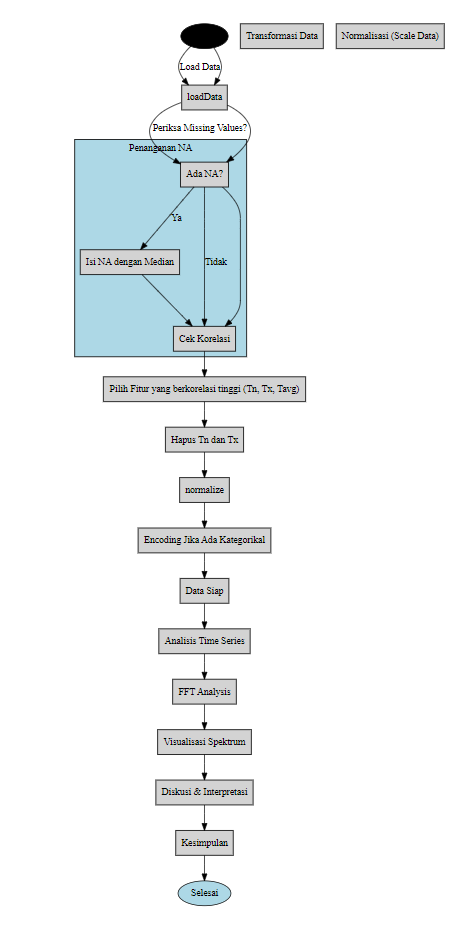 Transformasi Data
Normalisasi (Scale Data)
Load Data
loadData
Periksa Missing Values?
Penanganan NA
Ada NA?
Ya
Isi NA dengan Median
Tidak
Cek Korelasi
Pilih Fitur yang berkorelasi tinggi (Tn, Tx, Tavg)
Hapus Tn dan Tx
normalize
Encoding Jika Ada Kategorikal
Data Siap
Analisis Time Series
FFT Analysis
Visualisasi Spektrum
Diskusi & Interpretasi
Kesimpulan
Selesai